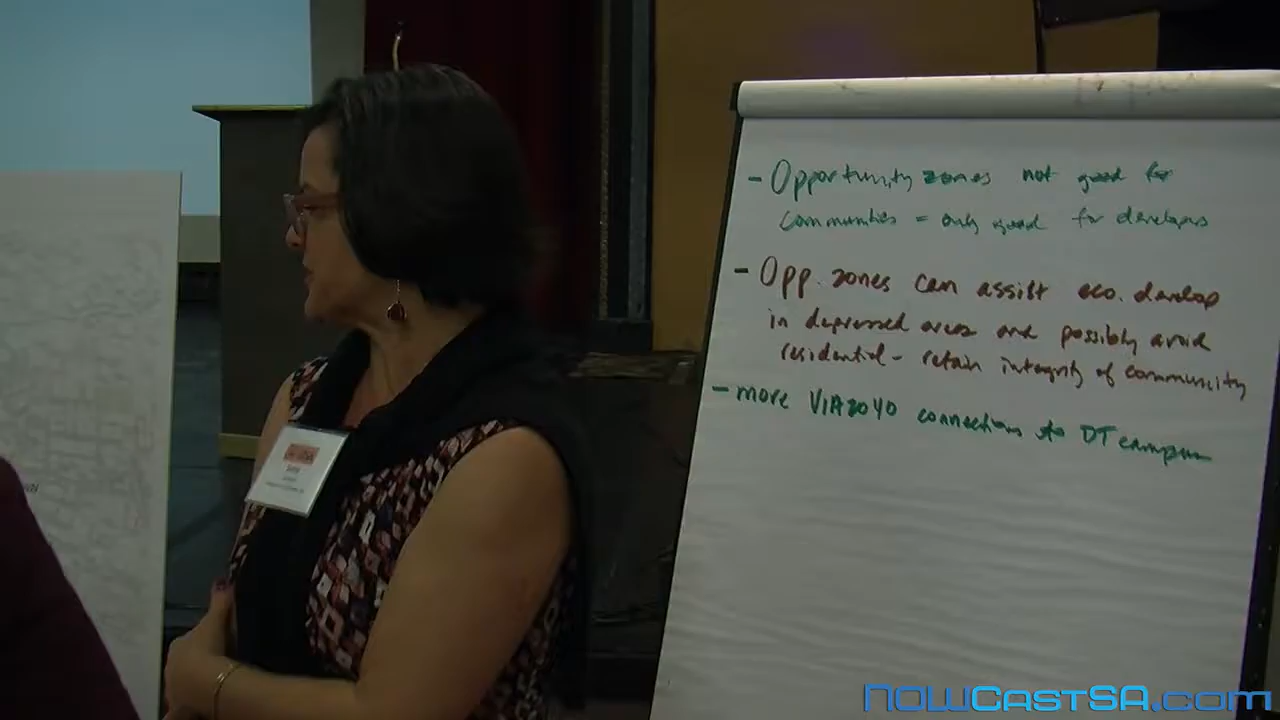 - Opportunity zones not good for
communities = only good for developers
- Opp. zones can assist eco. develop
in depressed areas and possibly avoid
residential - retain integrity of community
- more VIA2040 connections to DT campus
NOWCastSA.com